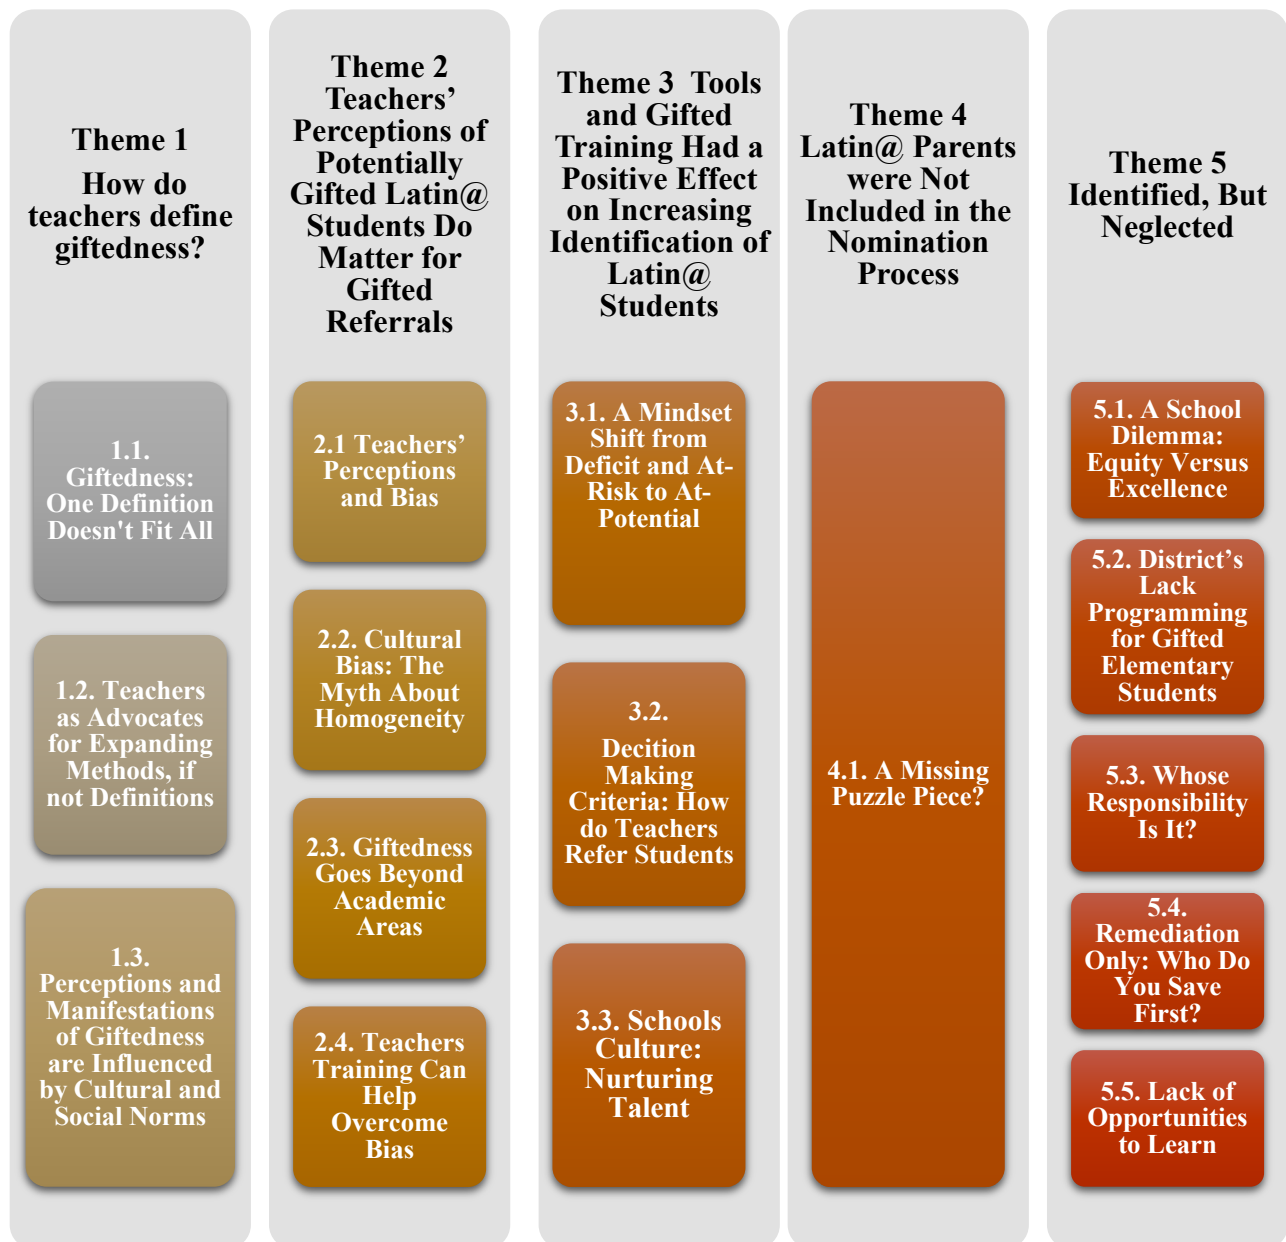 Theme 1
How do
teachers define
giftedness?
1.1.
Giftedness:
One Definition
Doesn't Fit All
1.2. Teachers
as Advocates
for Expanding
Methods, if
not Definitions
1.3.
Perceptions and
Manifestations
of Giftedness
are Influenced
by Cultural and
Social Norms
Theme 2
Teachers’
Perceptions of
Potentially
Gifted Latin@
Students Do
Matter for
Gifted
Referrals
2.1 Teachers’
Perceptions
and Bias
2.2. Cultural
Bias: The
Myth About
Homogeneity
2.3. Giftedness
Goes Beyond
Academic
Areas
2.4. Teachers
Training Can
Help
Overcome
Bias
Theme 3 Tools
and Gifted
Training Had a
Positive Effect
on Increasing
Identification of
Latin@
Students
3.1. A Mindset
Shift from
Deficit and At-
Risk to At-
Potential
3.2.
Decition
Making
Criteria: How
do Teachers
Refer Students
3.3. Schools
Culture:
Nurturing
Talent
Theme 4
Latin@ Parents
were Not
Included in the
Nomination
Process
4.1. A Missing
Puzzle Piece?
Theme 5
Identified, But
Neglected
5.1. A School
Dilemma:
Equity Versus
Excellence
5.2. District’s
Lack
Programming
for Gifted
Elementary
Students
5.3. Whose
Responsibility
Is It?
5.4.
Remediation
Only: Who Do
You Save
First?
5.5. Lack of
Opportunities
to Learn